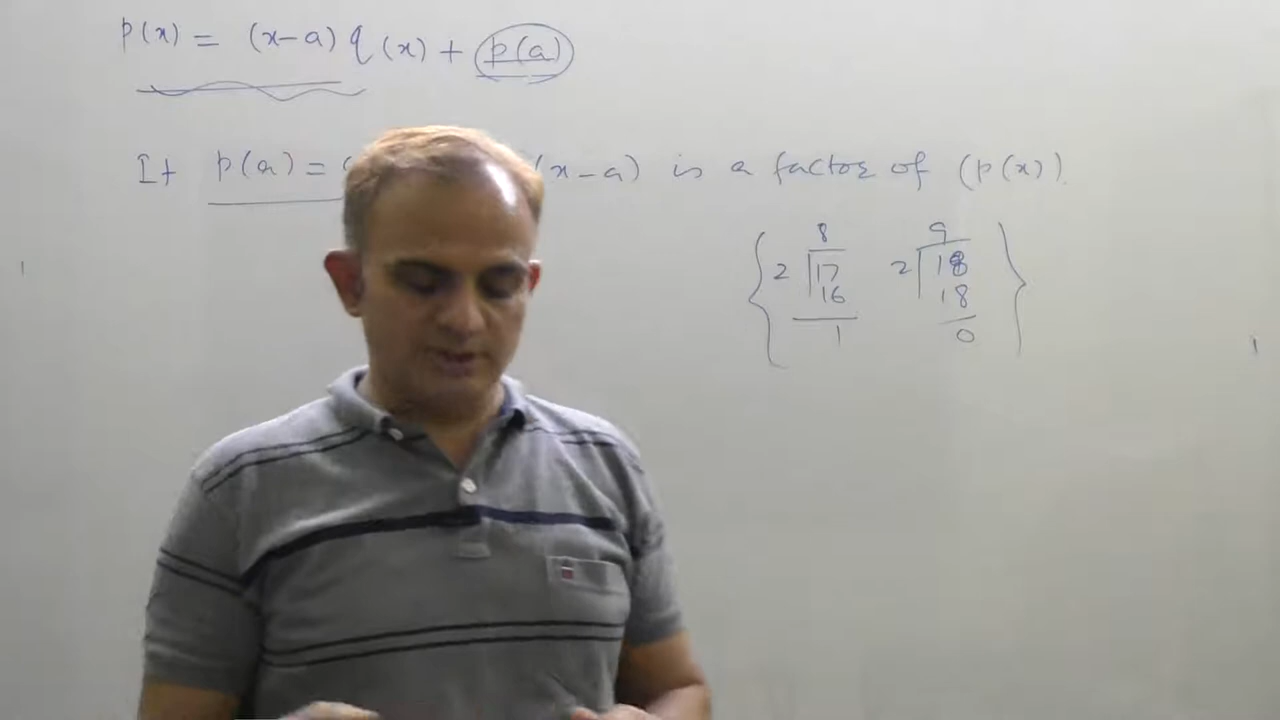 p(x) = (x-a) q(x) + p(a)
If p(a) = (x-a) is a factor of (p(x)).
8 9
2 17 2 18
16 18
1 0